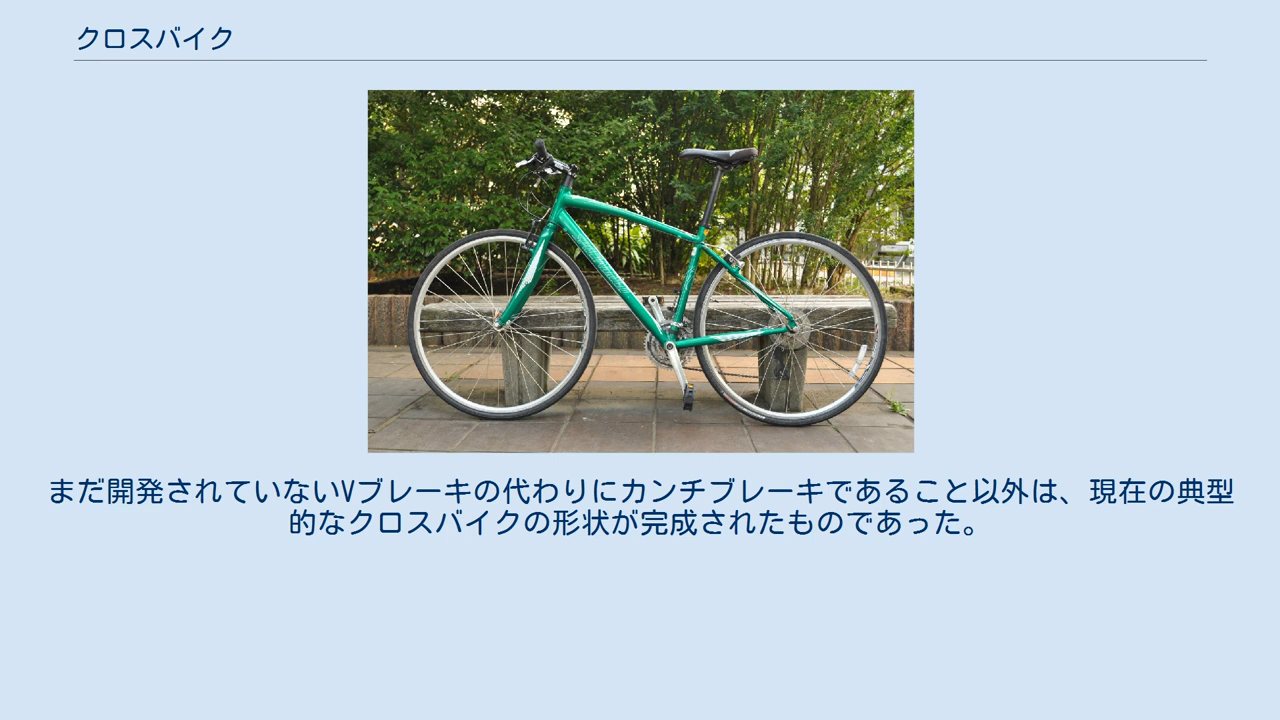 クロスバイク
まだ開発されていないVブレーキの代わりにカンチブレーキであること以外は、現在の典型
的なクロスバイクの形状が完成されたものであった。